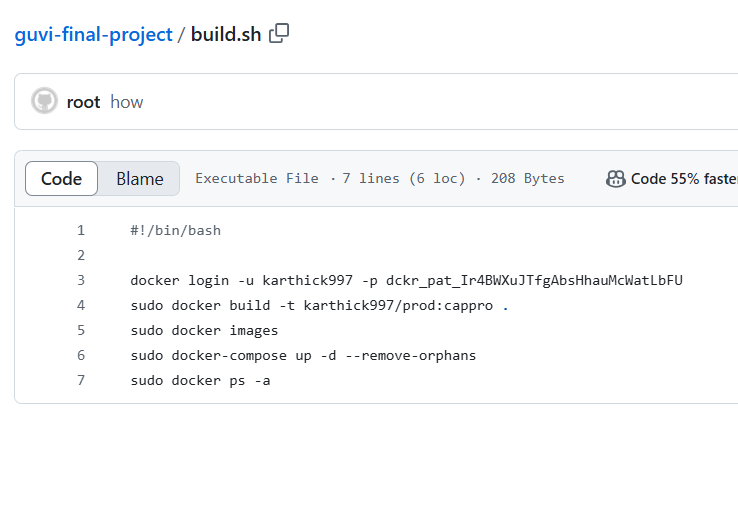 guvi-final-project / build.sh
root how
Code Blame Executable File · 7 lines (6 loc) · 208 Bytes Code 55% faster
1 #!/bin/bash
2
3 docker login -u karthick997 -p dckr_pat_Ir4BWXuJTfgAbsHhauMcWatLbFU
4 sudo docker build -t karthick997/prod:cappro .
5 sudo docker images
6 sudo docker-compose up -d --remove-orphans
7 sudo docker ps -a